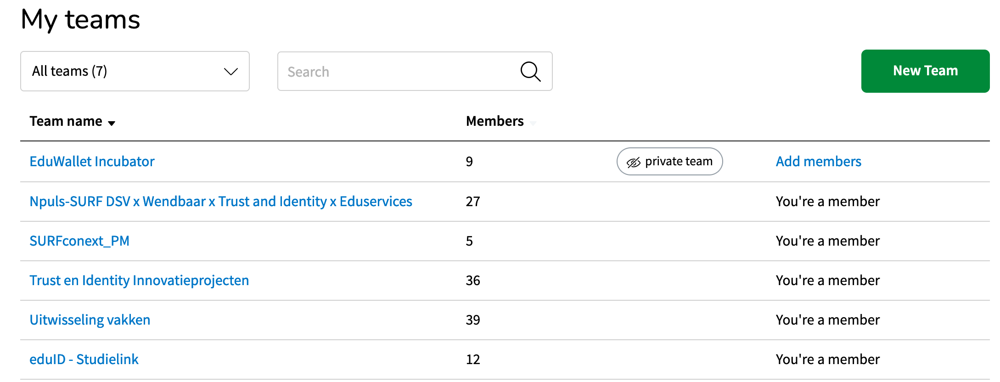 My teams
All teams (7)
Search
New Team
Team name
Members
EduWallet Incubator 9 private team Add members
Npuls-SURF DSV x Wendbaar x Trust and Identity x Eduservices 27 You're a member
SURFconext_PM 5 You're a member
Trust en Identity Innovatieprojecten 36 You're a member
Uitwisseling vakken 39 You're a member
eduID - Studielink 12 You're a member